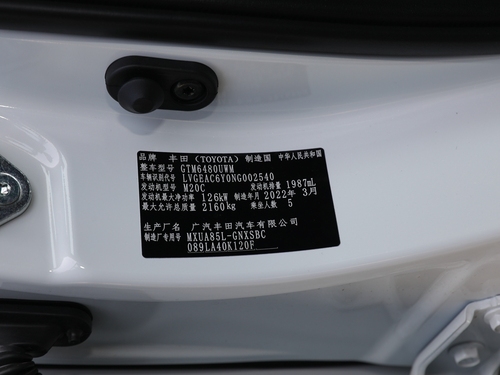 品牌 丰田(TOYOTA) 制造国 中华人民共和国
整车型号 GTM6480UWM
车辆识别代号 LVGEAC6Y0NG002540
发动机型号 M20C 发动机排量 1987mL
发动机最大净功率 126kW 制造年月 2022年 3月
最大允许总质量 2160kg 乘坐人数 5
生产厂名 广汽丰田汽车有限公司
制造厂专用号 MXUA85L-GNXSBC
089LA40K120F